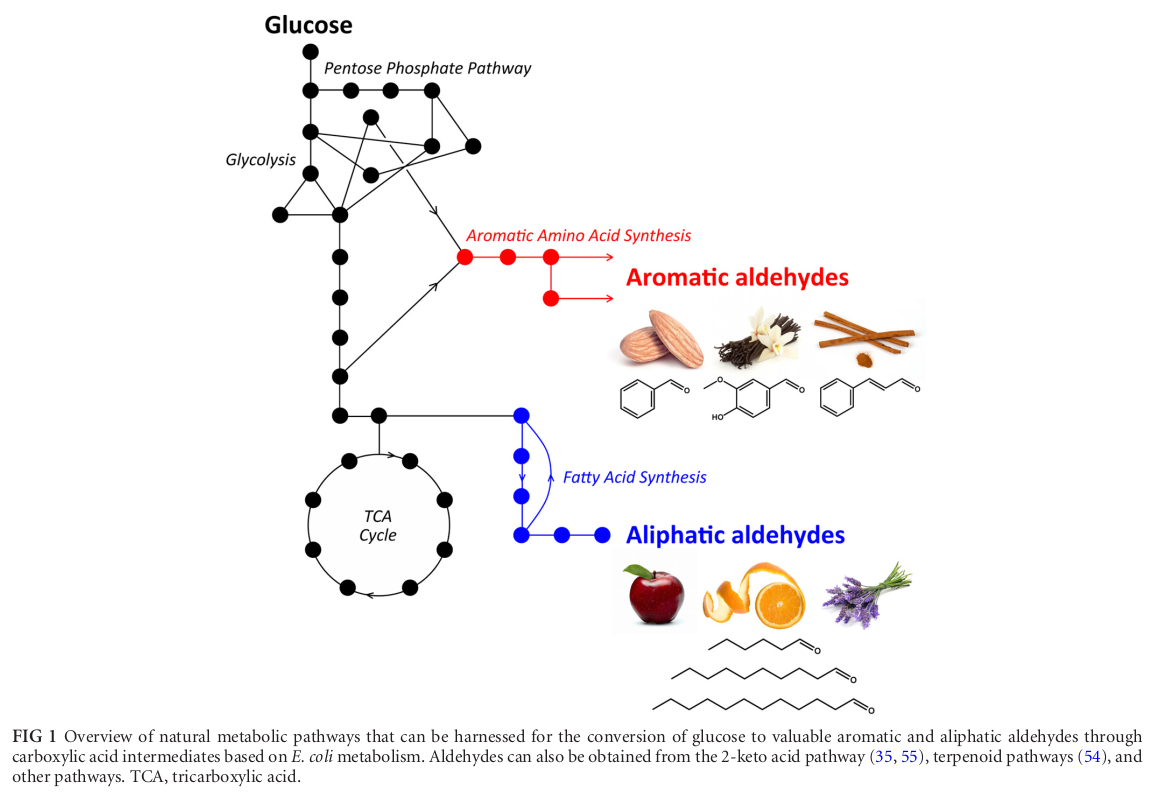 Glucose
Pentose Phosphate Pathway
Glycolysis
Aromatic Amino Acid Synthesis
Aromatic aldehydes
O
O
HO
O
O
Fatty Acid Synthesis
TCA
Cycle
Aliphatic aldehydes
O
O
O
FIG 1 Overview of natural metabolic pathways that can be harnessed for the conversion of glucose to valuable aromatic and aliphatic aldehydes through
carboxylic acid intermediates based on E. coli metabolism. Aldehydes can also be obtained from the 2-keto acid pathway (35, 55), terpenoid pathways (54), and
other pathways. TCA, tricarboxylic acid.